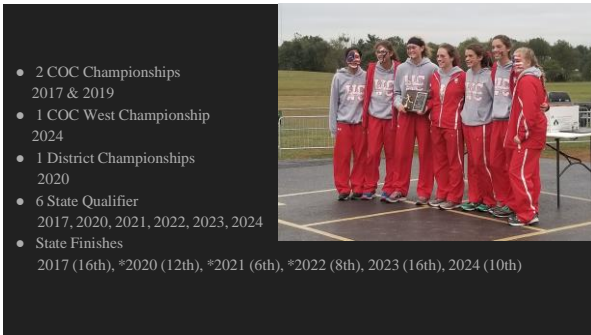 ● 2 COC Championships
2017 & 2019
● 1 COC West Championship
2024
● 1 District Championships
2020
● 6 State Qualifier
2017, 2020, 2021, 2022, 2023, 2024
● State Finishes
2017 (16th), *2020 (12th), *2021 (6th), *2022 (8th), 2023 (16th), 2024 (10th)